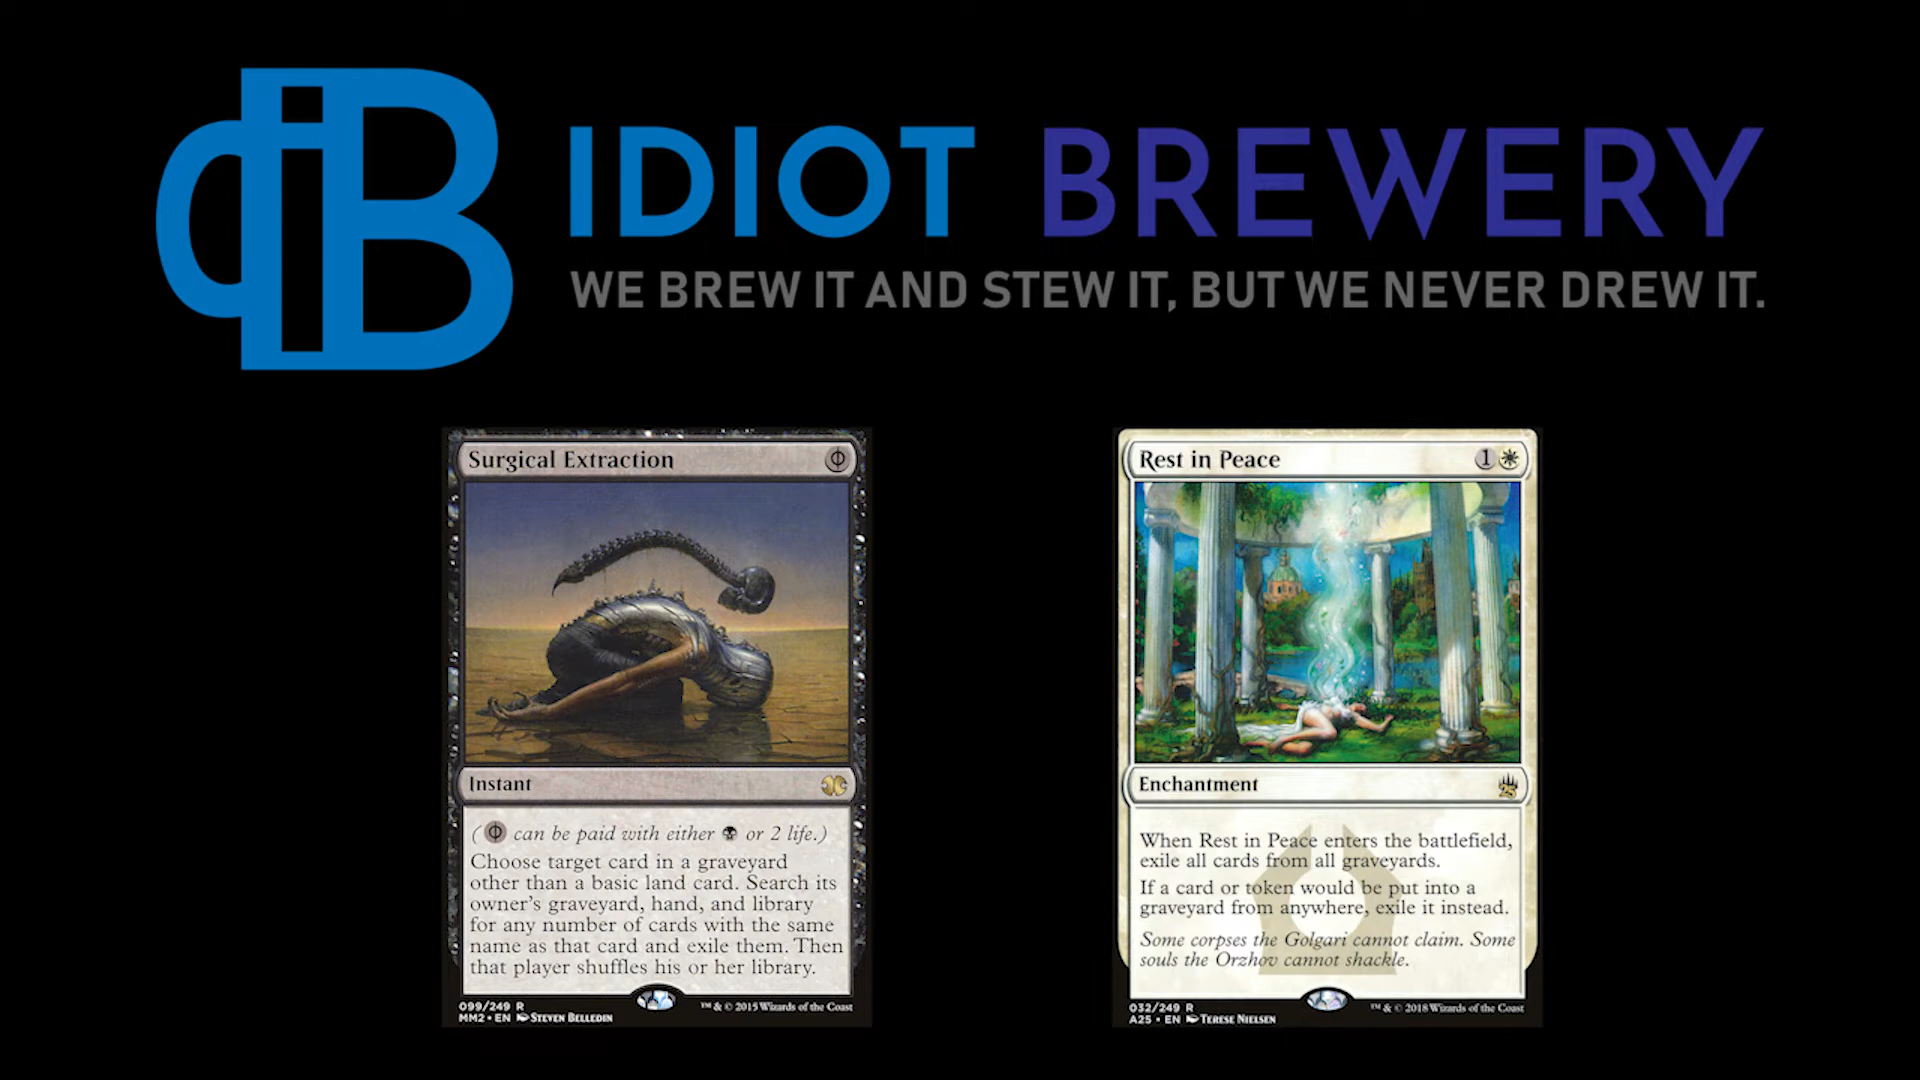 iB
IDIOT BREWERY
WE BREW IT AND STEW IT, BUT WE NEVER DREW IT.
Surgical Extraction
Instant
( can be paid with either or 2 life.)
Choose target card in a graveyard
other than a basic land card. Search its
owner's graveyard, hand, and library
for any number of cards with the same
name as that card and exile them. Then
that player shuffles his or her library.
099/249 R
MM2 • EN STEVEN BELLEDIN
™ & © 2015 Wizards of the Coast
Rest in Peace 1
Enchantment
When Rest in Peace enters the battlefield,
exile all cards from all graveyards.
If a card or token would be put into a
graveyard from anywhere, exile it instead.
Some corpses the Golgari cannot claim. Some
souls the Orzhov cannot shackle.
032/249 R
A25 • EN TERESE NIELSEN
™ & © 2018 Wizards of the Coast